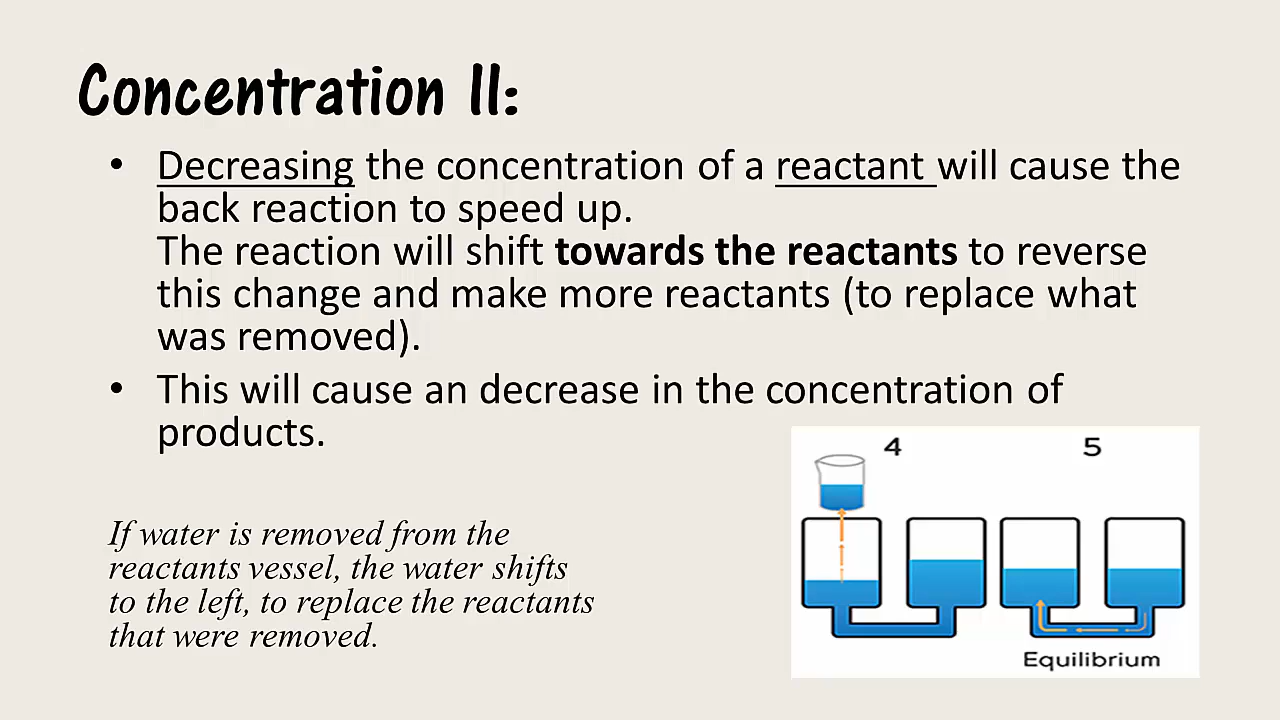 Concentration II:
• Decreasing the concentration of a reactant will cause the
back reaction to speed up.
The reaction will shift towards the reactants to reverse
this change and make more reactants (to replace what
was removed).
• This will cause an decrease in the concentration of
products.
4 5
If water is removed from the
reactants vessel, the water shifts
to the left, to replace the reactants
that were removed.
Equilibrium